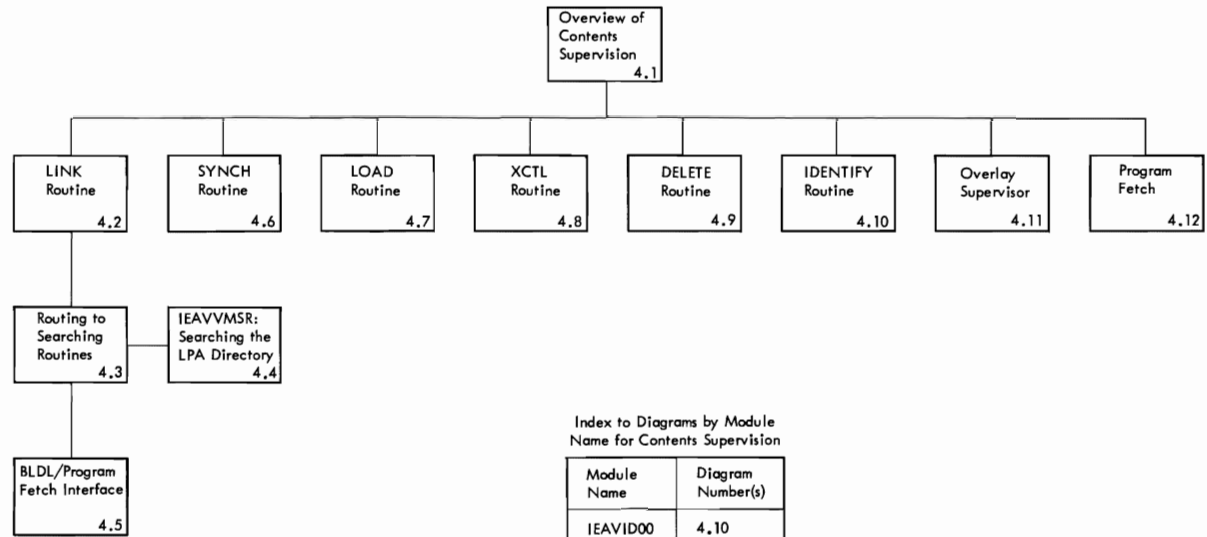 Overview of
Contents
Supervision
4.1
LINK
Routine
4.2
SYNCH
Routine
4.6
LOAD
Routine
4.7
XCTL
Routine
4.8
DELETE
Routine
4.9
IDENTIFY
Routine
4.10
Overlay
Supervisor
4.11
Program
Fetch
4.12
Routing to
Searching
Routines
4.3
IEAVVMSR:
Searching the
LPA Directory
4.4
BLDL/Program
Fetch Interface
4.5
Index to Diagrams by Module
Name for Contents Supervision
Module
Name
Diagram
Number(s)
IEAVID00
4.10